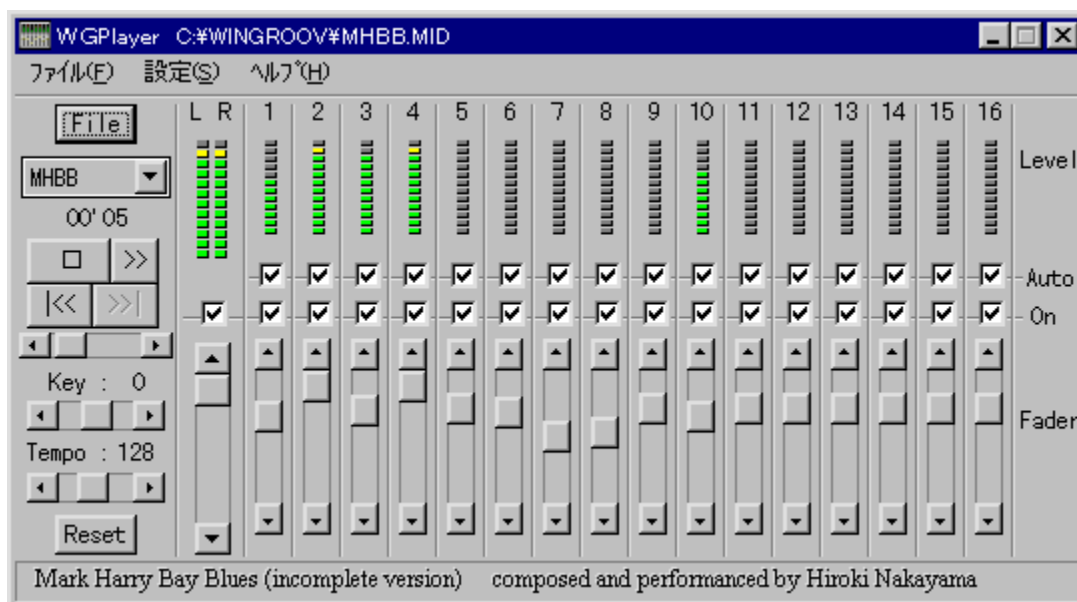 WGPlayer C:¥WINGROOV¥MHBB.MID
ﾌｧｲﾙ(F) 設定(S) ﾍﾙﾌﾟ(H)
File
L R 1 2 3 4 5 6 7 8 9 10 11 12 13 14 15 16
Level
MHBB
00' 05
>>
|<< >>|
Auto
On
Key : 0
Fader
Tempo : 128
Reset
Mark Harry Bay Blues (incomplete version) composed and performanced by Hiroki Nakayama